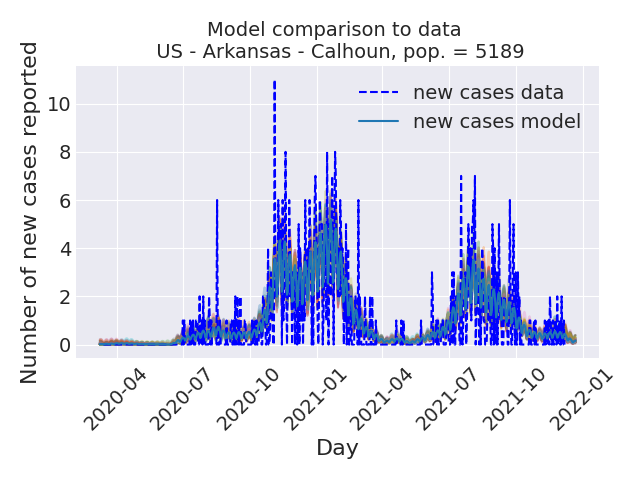 Model comparison to data
US - Arkansas - Calhoun, pop. = 5189
Number of new cases reported
10
8
6
4
2
0
new cases data
new cases model
2020-04
2020-07
2020-10
2021-01
2021-04
2021-07
2021-10
2022-01
Day